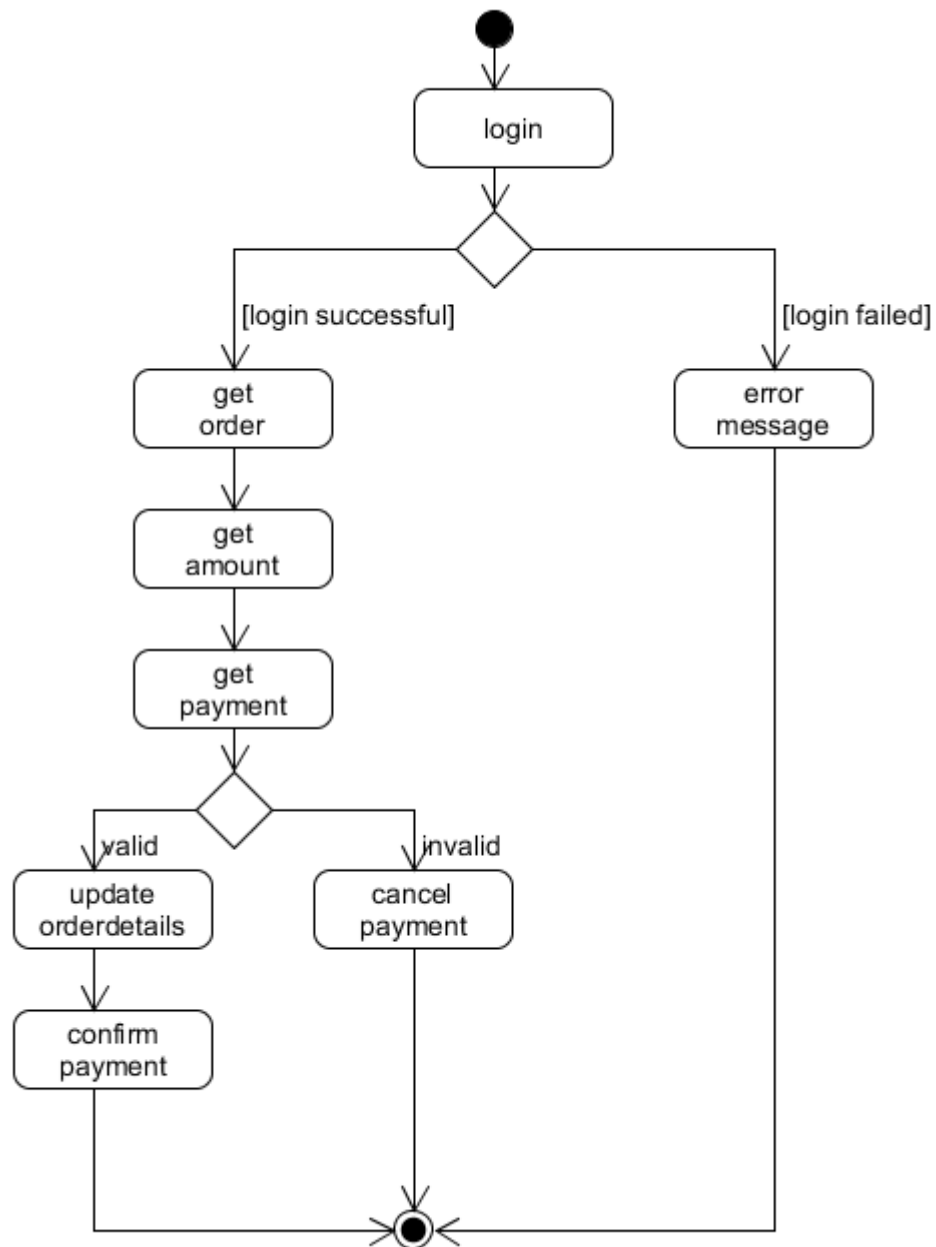 login
[login successful]
[login failed]
get
order
error
message
get
amount
get
payment
valid
invalid
update
orderdetails
cancel
payment
confirm
payment